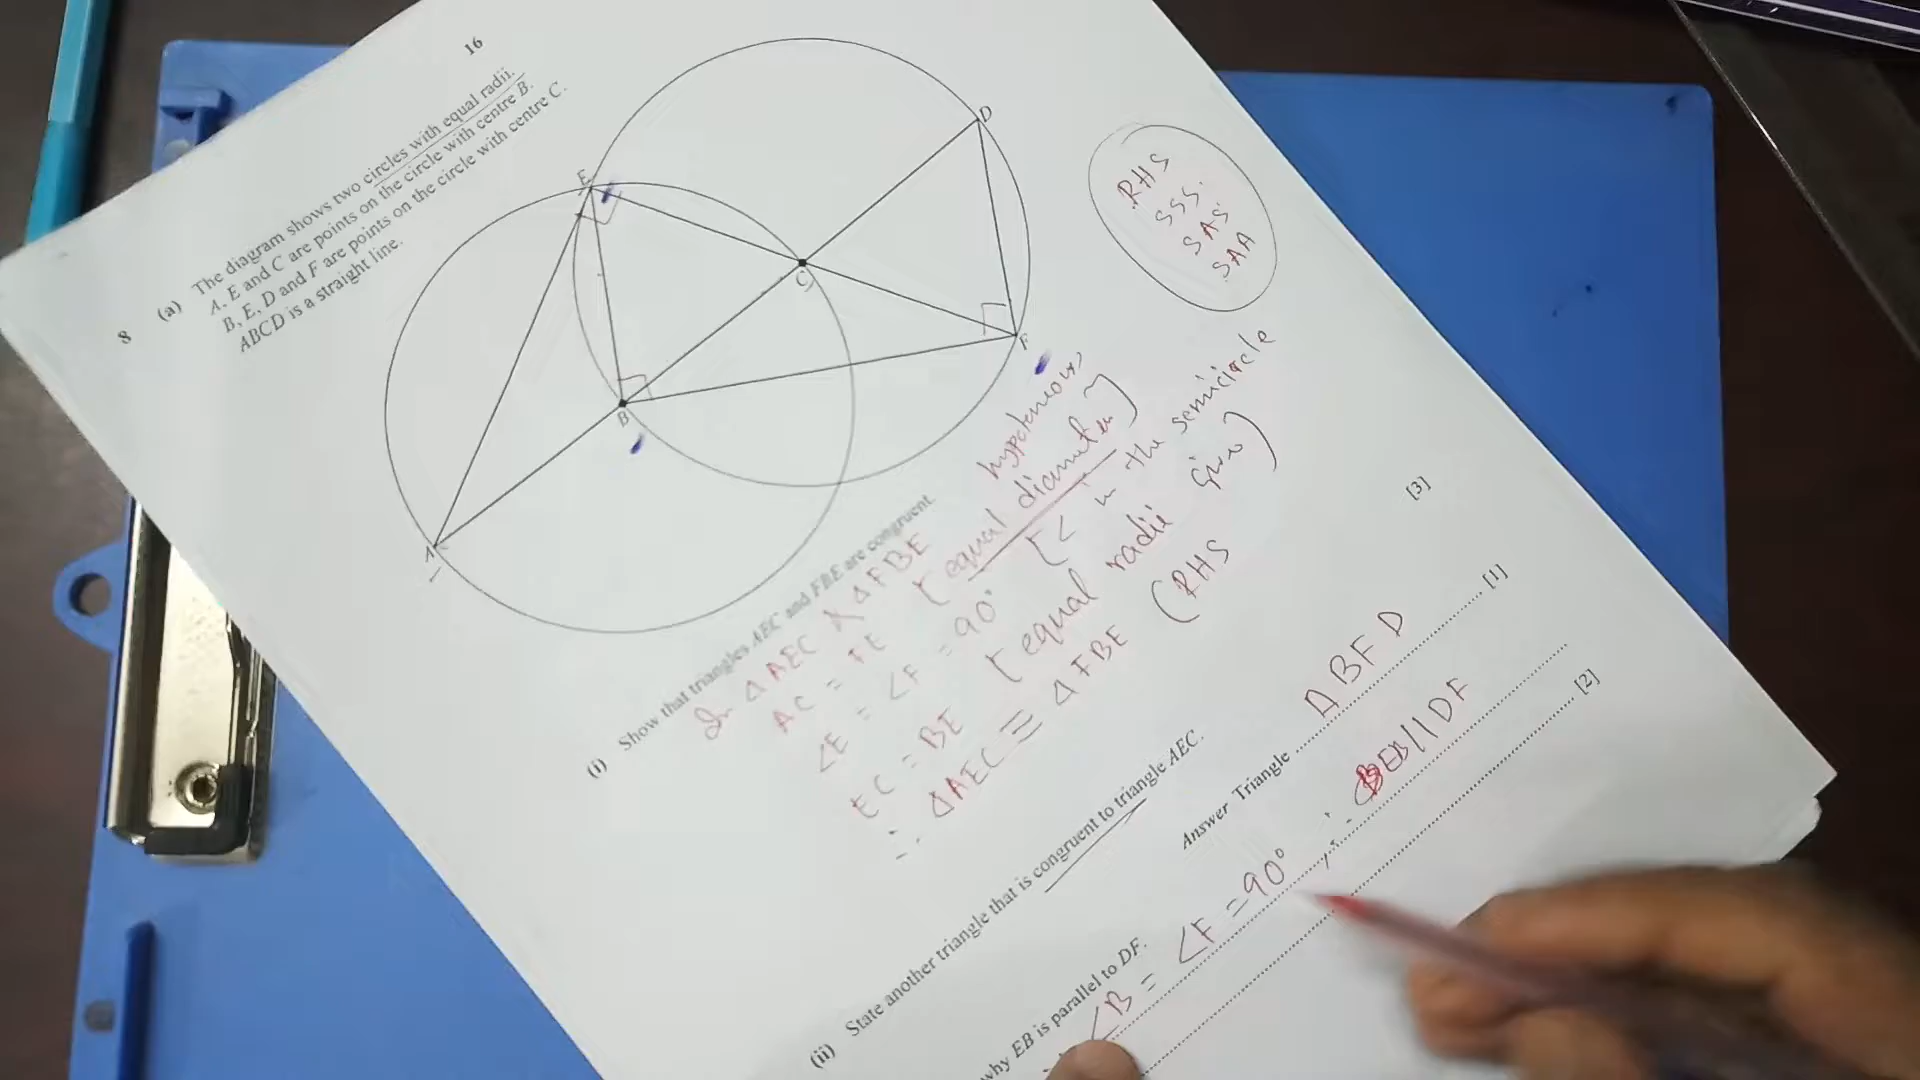 16
8 (a) The diagram shows two circles with equal radii.
A, E and C are points on the circle with centre B.
B, E, D and F are points on the circle with centre C.
ABCD is a straight line.
D
E
C
F
B
A
RHS
SSS.
SAS
SAA
(i) Show that triangles AEC and FBE are congruent.
In △AEC & △FBE
hypotenious,
AC = FE [equal diameter]
∠E = ∠F = 90° [∠ in the semicircle
EC = BE [equal radii given]
∴ △AEC ≡ △FBE (RHS
[3]
(ii) State another triangle that is congruent to triangle AEC.
Answer Triangle △BFD [1]
why EB is parallel to DF.
∠B = ∠F = 90° ∴ EB//DF
[2]